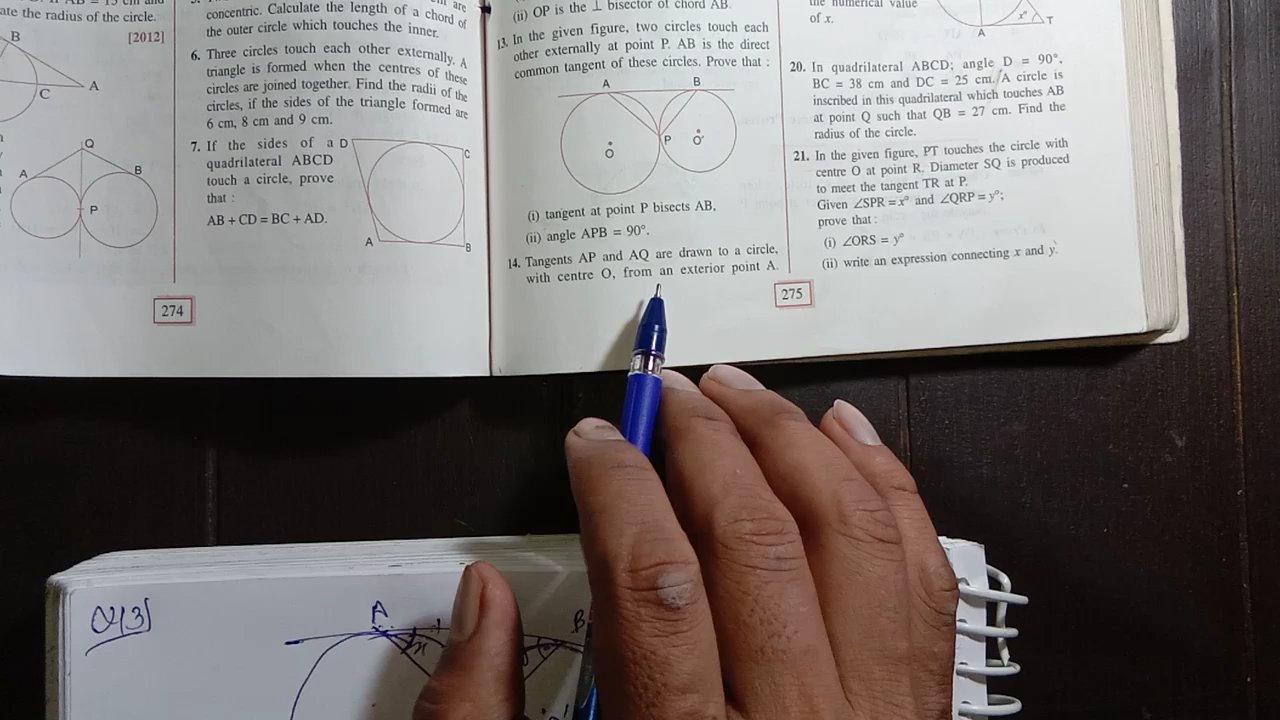 AB = 15 cm and
ate the radius of the circle.
[2012]
B
A
C
Q
A
B
P
concentric. Calculate the length of a chord of
the outer circle which touches the inner.
6. Three circles touch each other externally. A
triangle is formed when the centres of these
circles are joined together. Find the radii of the
circles, if the sides of the triangle formed are
6 cm, 8 cm and 9 cm.
7. If the sides of a
quadrilateral ABCD
touch a circle, prove
that :
AB + CD = BC + AD.
D
C
A
B
274
(ii) OP is the ⊥ bisector of chord AB.
13. In the given figure, two circles touch each
other externally at point P. AB is the direct
common tangent of these circles. Prove that :
A
B
P
O
O'
(i) tangent at point P bisects AB,
(ii) angle APB = 90°.
14. Tangents AP and AQ are drawn to a circle,
with centre O, from an exterior point A.
the numerical value
of x.
x°
T
A
20. In quadrilateral ABCD; angle D = 90°,
BC = 38 cm and DC = 25 cm. A circle is
inscribed in this quadrilateral which touches AB
at point Q such that QB = 27 cm. Find the
radius of the circle.
21. In the given figure, PT touches the circle with
centre O at point R. Diameter SQ is produced
to meet the tangent TR at P.
Given ∠SPR = x° and ∠QRP = y°;
prove that :
(i) ∠ORS = y°
(ii) write an expression connecting x and y.
275
Q13]
A
B
x